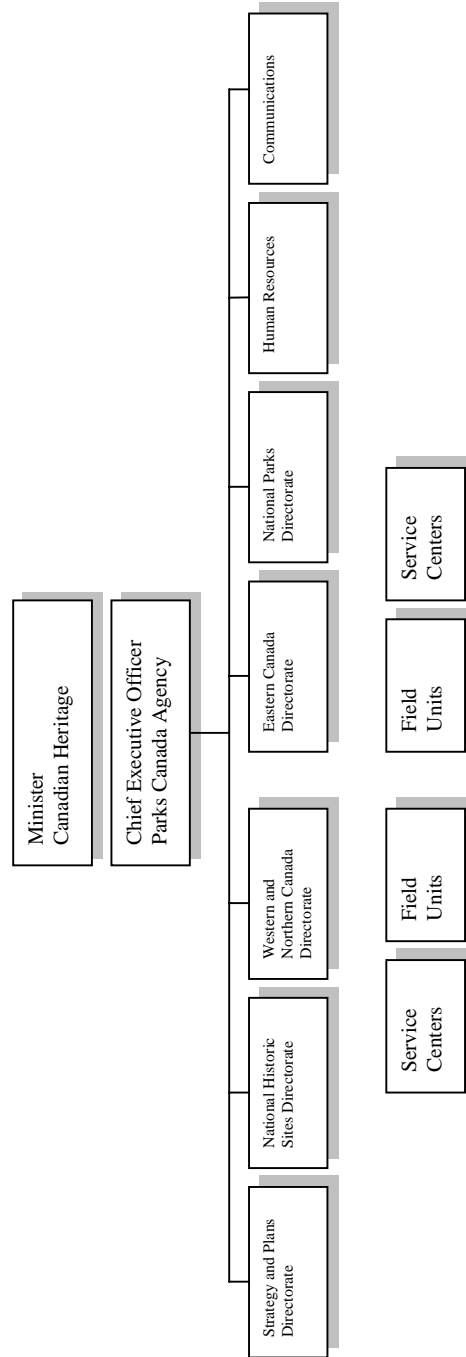 Minister
Canadian Heritage
Chief Executive Officer
Parks Canada Agency
Strategy and Plans
Directorate
National Historic
Sites Directorate
Western and
Northern Canada
Directorate
Eastern Canada
Directorate
National Parks
Directorate
Human Resources
Communications
Service
Centers
Field
Units
Field
Units
Service
Centers